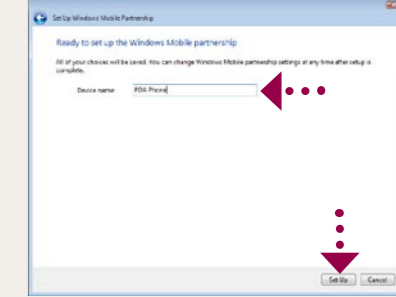 Set Up Windows Mobile Partnership
Ready to set up the Windows Mobile partnership
All of your choices will be saved. You can change Windows Mobile partnership settings at any time after setup is
complete.
Device name: PDA Phone
Set Up Cancel